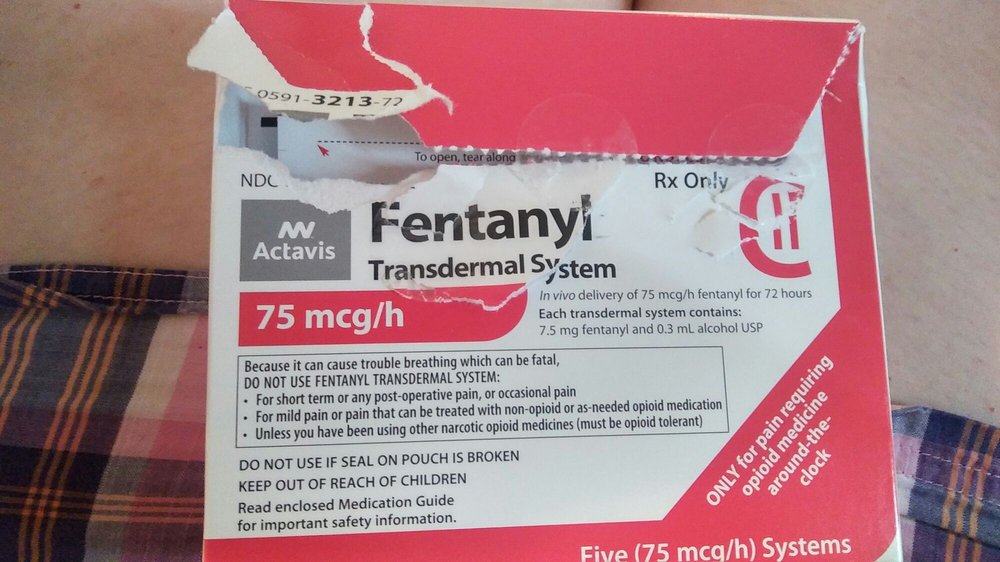 0591-3213-72
To open, tear along
NDC
Rx Only
Actavis
Fentanyl
CII
Transdermal System
75 mcg/h
In vivo delivery of 75 mcg/h fentanyl for 72 hours
Each transdermal system contains:
7.5 mg fentanyl and 0.3 mL alcohol USP
Because it can cause trouble breathing which can be fatal,
DO NOT USE FENTANYL TRANSDERMAL SYSTEM:
• For short term or any post-operative pain, or occasional pain
• For mild pain or pain that can be treated with non-opioid or as-needed opioid medication
• Unless you have been using other narcotic opioid medicines (must be opioid tolerant)
ONLY for pain requiring
opioid medicine
around-the-
clock
DO NOT USE IF SEAL ON POUCH IS BROKEN
KEEP OUT OF REACH OF CHILDREN
Read enclosed Medication Guide
for important safety information.
Five (75 mcg/h) Systems